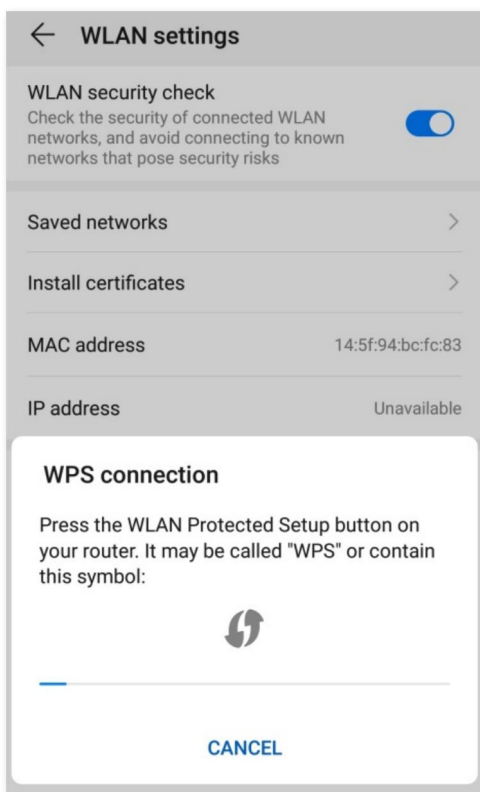 WLAN settings
WLAN security check
Check the security of connected WLAN
networks, and avoid connecting to known
networks that pose security risks
Saved networks
Install certificates
MAC address 14:5f:94:bc:fc:83
IP address Unavailable
WPS connection
Press the WLAN Protected Setup button on
your router. It may be called "WPS" or contain
this symbol:
CANCEL